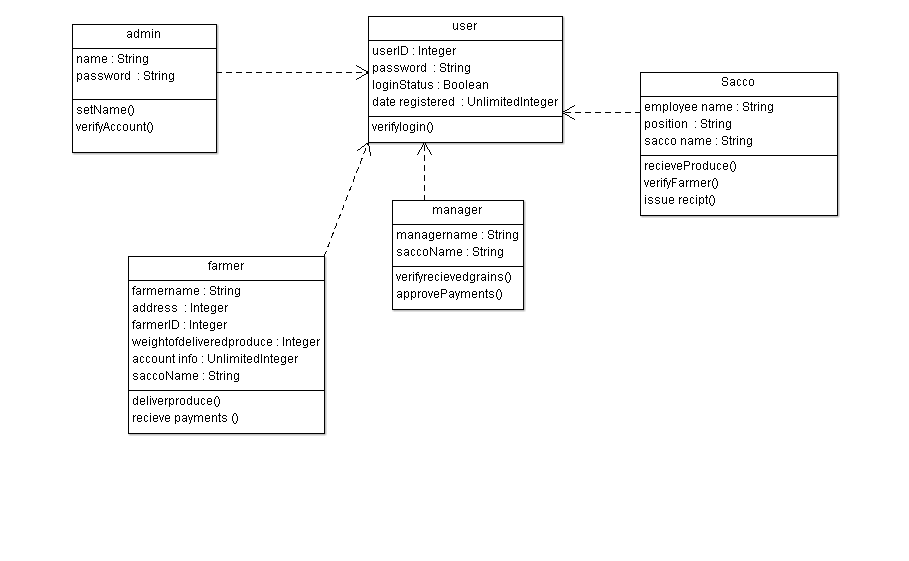 admin
name : String
password : String
setName()
verifyAccount()
user
userID : Integer
password : String
loginStatus : Boolean
date registered : UnlimitedInteger
verifylogin()
Sacco
employee name : String
position : String
sacco name : String
recieveProduce()
verifyFarmer()
issue recipt()
manager
managername : String
saccoName : String
verifyrecievedgrains()
approvePayments()
farmer
farmername : String
address : Integer
farmerID : Integer
weightofdeliveredproduce : Integer
account info : UnlimitedInteger
saccoName : String
deliverproduce()
recieve payments ()